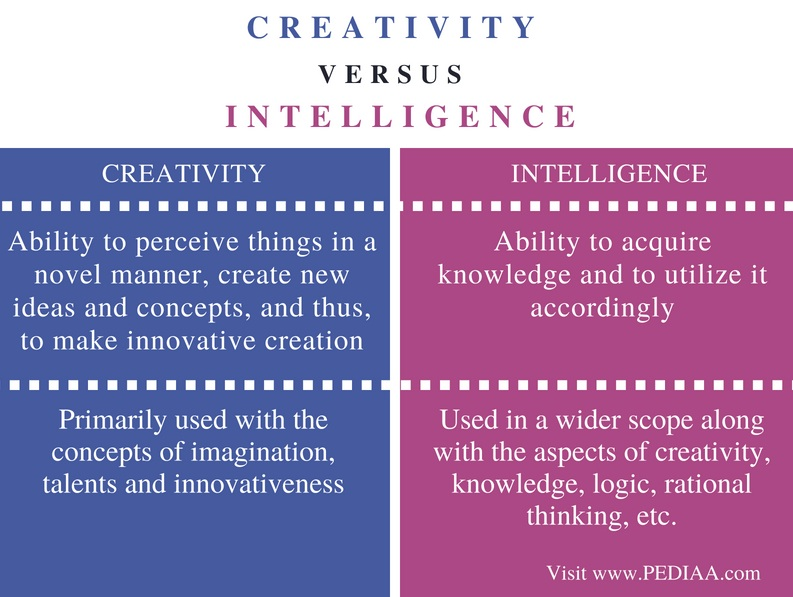 CREATIVITY
VERSUS
INTELLIGENCE
CREATIVITY
Ability to perceive things in a
novel manner, create new
ideas and concepts, and thus,
to make innovative creation
Primarily used with the
concepts of imagination,
talents and innovativeness
INTELLIGENCE
Ability to acquire
knowledge and to utilize it
accordingly
Used in a wider scope along
with the aspects of creativity,
knowledge, logic, rational
thinking, etc.
Visit www.PEDIAA.com